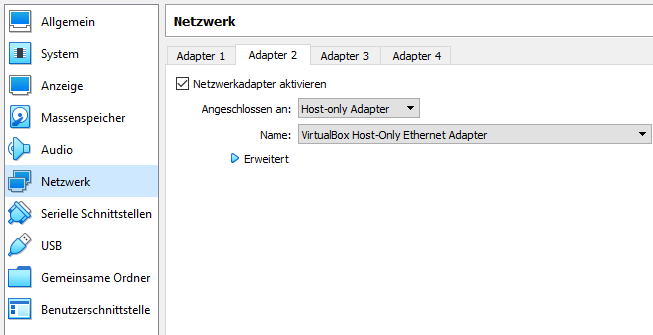 Allgemein
System
Anzeige
Massenspeicher
Audio
Netzwerk
Serielle Schnittstellen
USB
Gemeinsame Ordner
Benutzerschnittstelle
Netzwerk
Adapter 1 Adapter 2 Adapter 3 Adapter 4
Netzwerkadapter aktivieren
Angeschlossen an: Host-only Adapter
Name: VirtualBox Host-Only Ethernet Adapter
Erweitert